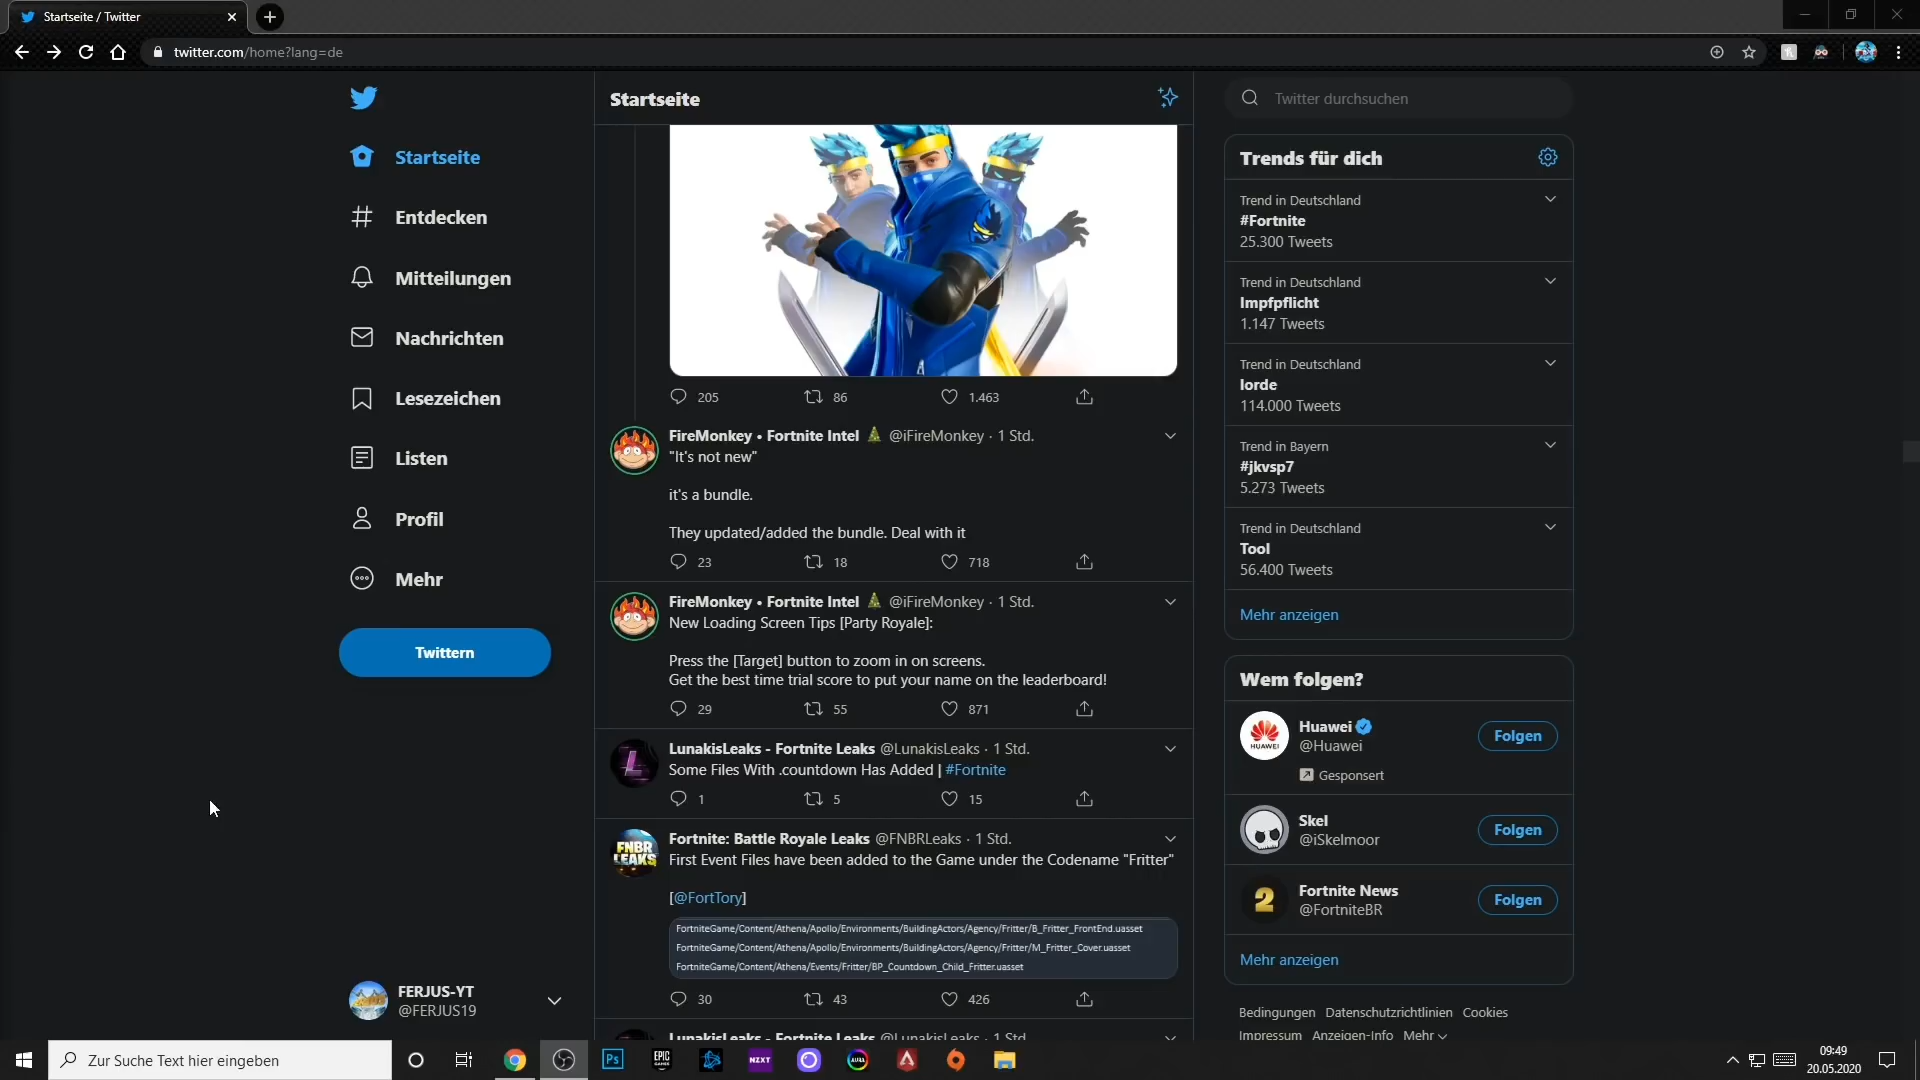 Startseite / Twitter
twitter.com/home?lang=de
Startseite
Entdecken
Mitteilungen
Nachrichten
Lesezeichen
Listen
Profil
Mehr
Twittern
FERJUS-YT
@FERJUS19
Startseite
205 86 1.463
FireMonkey • Fortnite Intel 🎄 @iFireMonkey · 1 Std.
"It's not new"
it's a bundle.
They updated/added the bundle. Deal with it
23 18 718
FireMonkey • Fortnite Intel 🎄 @iFireMonkey · 1 Std.
New Loading Screen Tips [Party Royale]:
Press the [Target] button to zoom in on screens.
Get the best time trial score to put your name on the leaderboard!
29 55 871
LunakisLeaks - Fortnite Leaks @LunakisLeaks · 1 Std.
Some Files With .countdown Has Added | #Fortnite
1 5 15
FNBR
LEAKS
Fortnite: Battle Royale Leaks @FNBRLeaks · 1 Std.
First Event Files have been added to the Game under the Codename "Fritter"
[@FortTory]
FortniteGame/Content/Athena/Apollo/Environments/BuildingActors/Agency/Fritter/B_Fritter_FrontEnd.uasset
FortniteGame/Content/Athena/Apollo/Environments/BuildingActors/Agency/Fritter/M_Fritter_Cover.uasset
FortniteGame/Content/Athena/Events/Fritter/BP_Countdown_Child_Fritter.uasset
30 43 426
LunakisLeaks - Fortnite Leaks @LunakisLeaks · 1 Std.
Twitter durchsuchen
Trends für dich
Trend in Deutschland
#Fortnite
25.300 Tweets
Trend in Deutschland
Impfpflicht
1.147 Tweets
Trend in Deutschland
lorde
114.000 Tweets
Trend in Bayern
#jkvsp7
5.273 Tweets
Trend in Deutschland
Tool
56.400 Tweets
Mehr anzeigen
Wem folgen?
HUAWEI
Huawei
@Huawei
Folgen
Gesponsert
Skel
@iSkelmoor
Folgen
2
Fortnite News
@FortniteBR
Folgen
Mehr anzeigen
Bedingungen Datenschutzrichtlinien Cookies
Impressum Anzeigen-Info Mehr
Zur Suche Text hier eingeben
Ps
EPIC
GAMES
NZXT
AURA
09:49
20.05.2020